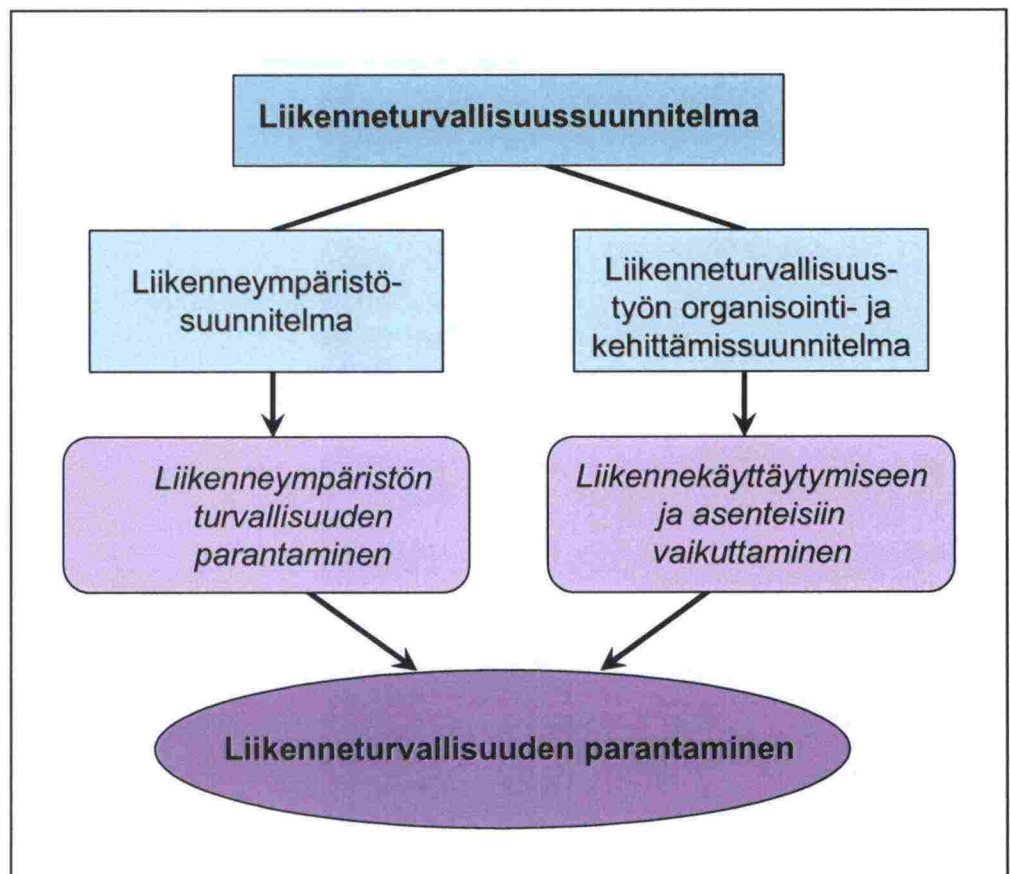 Liikenneturvallisuussuunnitelma
Liikenneympäristö-
suunnitelma
Liikenneturvallisuus-
työn organisointi- ja
kehittämissuunnitelma
Liikenneympäristön
turvallisuuden
parantaminen
Liikennekäyttäytymiseen
ja asenteisiin
vaikuttaminen
Liikenneturvallisuuden parantaminen